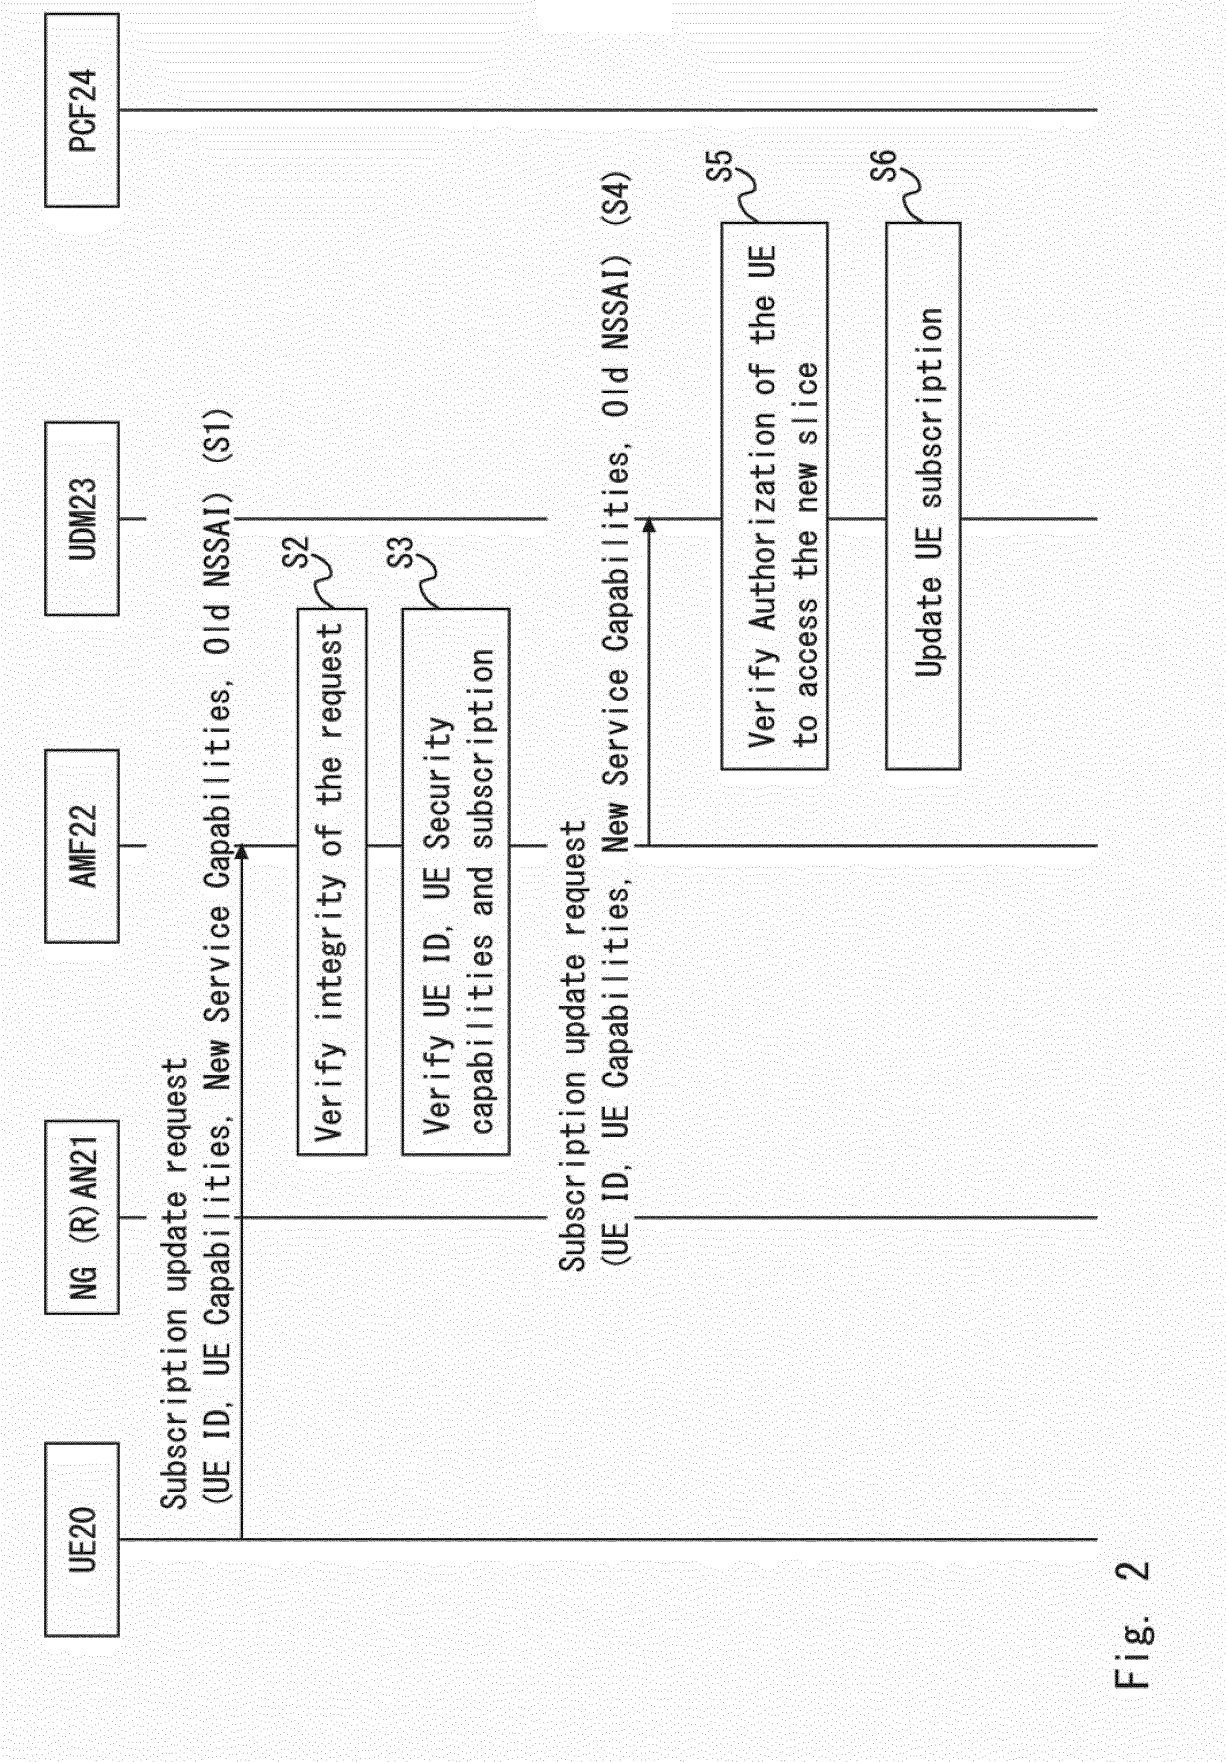 UE20
NG (R) AN21
AMF22
UDM23
PCF24
Subscription update request
(UE ID, UE Capabilities, New Service Capabilities, Old NSSAI) (S1)
S2
Verify integrity of the request
S3
Verify UE ID, UE Security
capabilities and subscription
Subscription update request
(UE ID, UE Capabilities, New Service Capabilities, Old NSSAI) (S4)
S5
Verify Authorization of the UE
to access the new slice
S6
Update UE subscription
Fig. 2